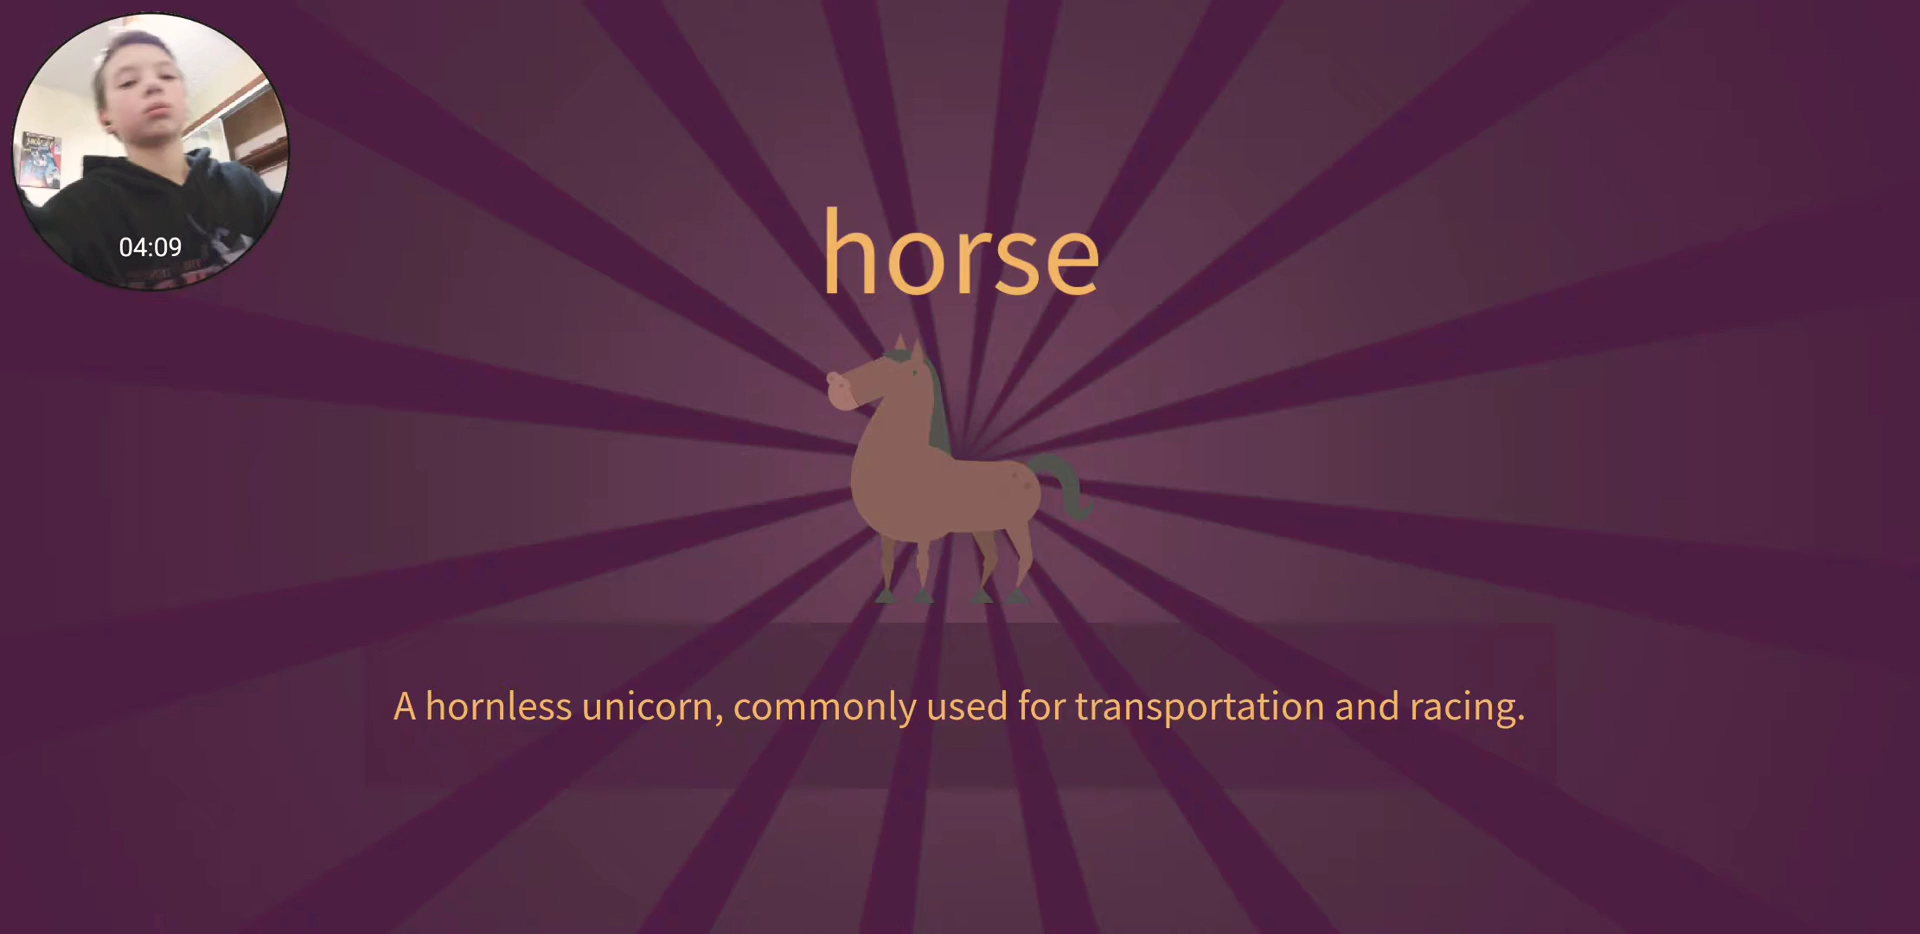 04:09
horse
A hornless unicorn, commonly used for transportation and racing.